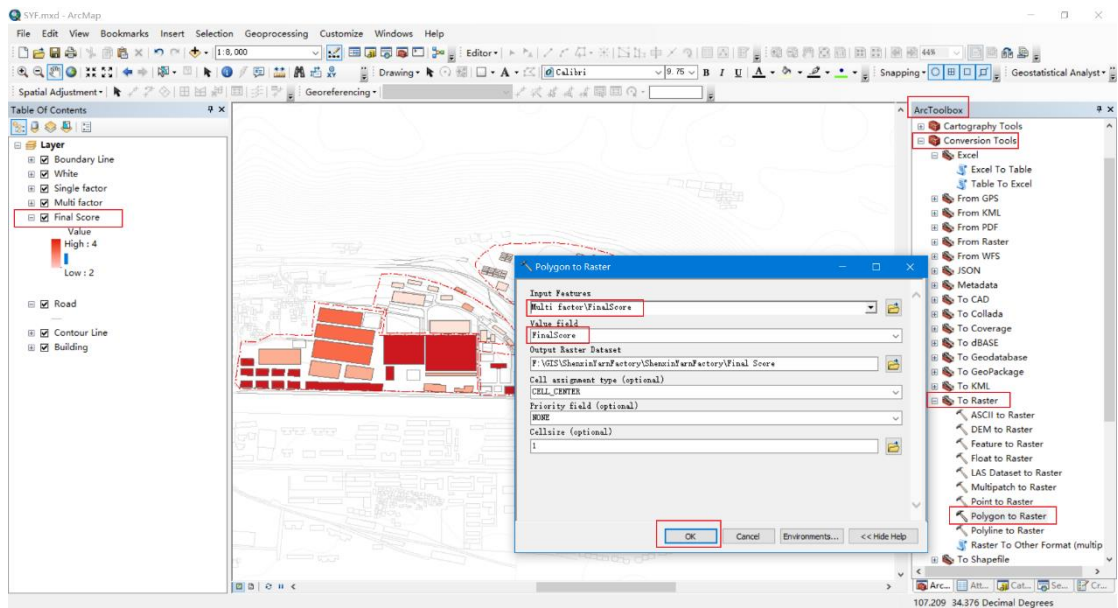 SYF.mxd - ArcMap
File Edit View Bookmarks Insert Selection Geoprocessing Customize Windows Help
1:8,000
Editor
44%
Drawing
Calibri
9.75
B I U A
Snapping
Geostatistical Analyst
Spatial Adjustment
Georeferencing
Table Of Contents
Layer
Boundary Line
White
Single factor
Multi factor
Final Score
Value
High : 4
Low : 2
Road
Contour Line
Building
Polygon to Raster
Input Features
Multi factor\FinalScore
Value field
FinalScore
Output Raster Dataset
F:\GIS\ShenxinYarnFactory\ShenxinYarnFactory\Final Score
Cell assignment type (optional)
CELL_CENTER
Priority field (optional)
NONE
Cellsize (optional)
1
OK
Cancel
Environments...
<< Hide Help
ArcToolbox
Cartography Tools
Conversion Tools
Excel
Excel To Table
Table To Excel
From GPS
From KML
From PDF
From Raster
From WFS
JSON
Metadata
To CAD
To Collada
To Coverage
To dBASE
To Geodatabase
To GeoPackage
To KML
To Raster
ASCII to Raster
DEM to Raster
Feature to Raster
Float to Raster
LAS Dataset to Raster
Multipatch to Raster
Point to Raster
Polygon to Raster
Polyline to Raster
Raster To Other Format (multip
To Shapefile
Arc... Att... Cat... Se... Cr...
107.209 34.376 Decimal Degrees